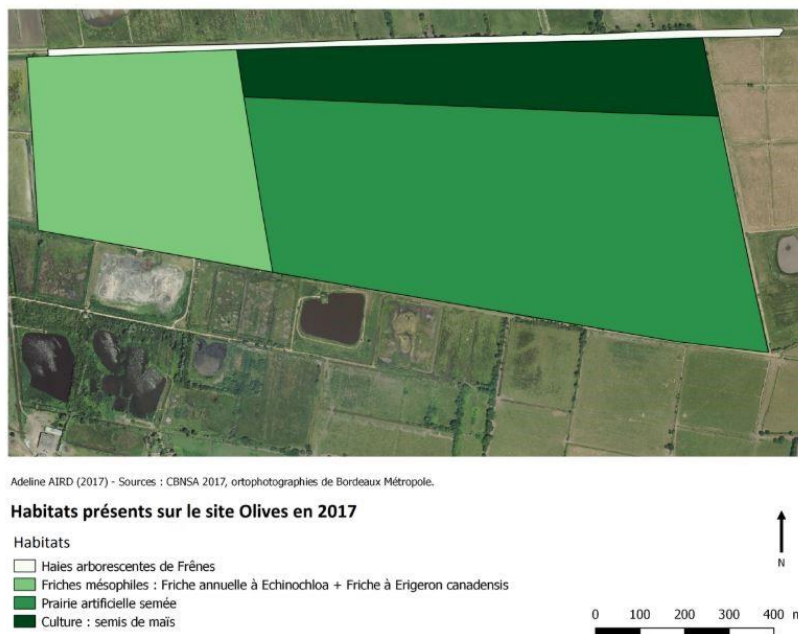 Adeline AIRD (2017) - Sources : CBNSA 2017, ortophotographies de Bordeaux Métropole.
Habitats présents sur le site Olives en 2017
Habitats
Haies arborescentes de Frênes
Friches mésophiles : Friche annuelle à Echinochloa + Friche à Erigeron canadensis
Prairie artificielle semée
Culture : semis de maïs
N
0 100 200 300 400 m